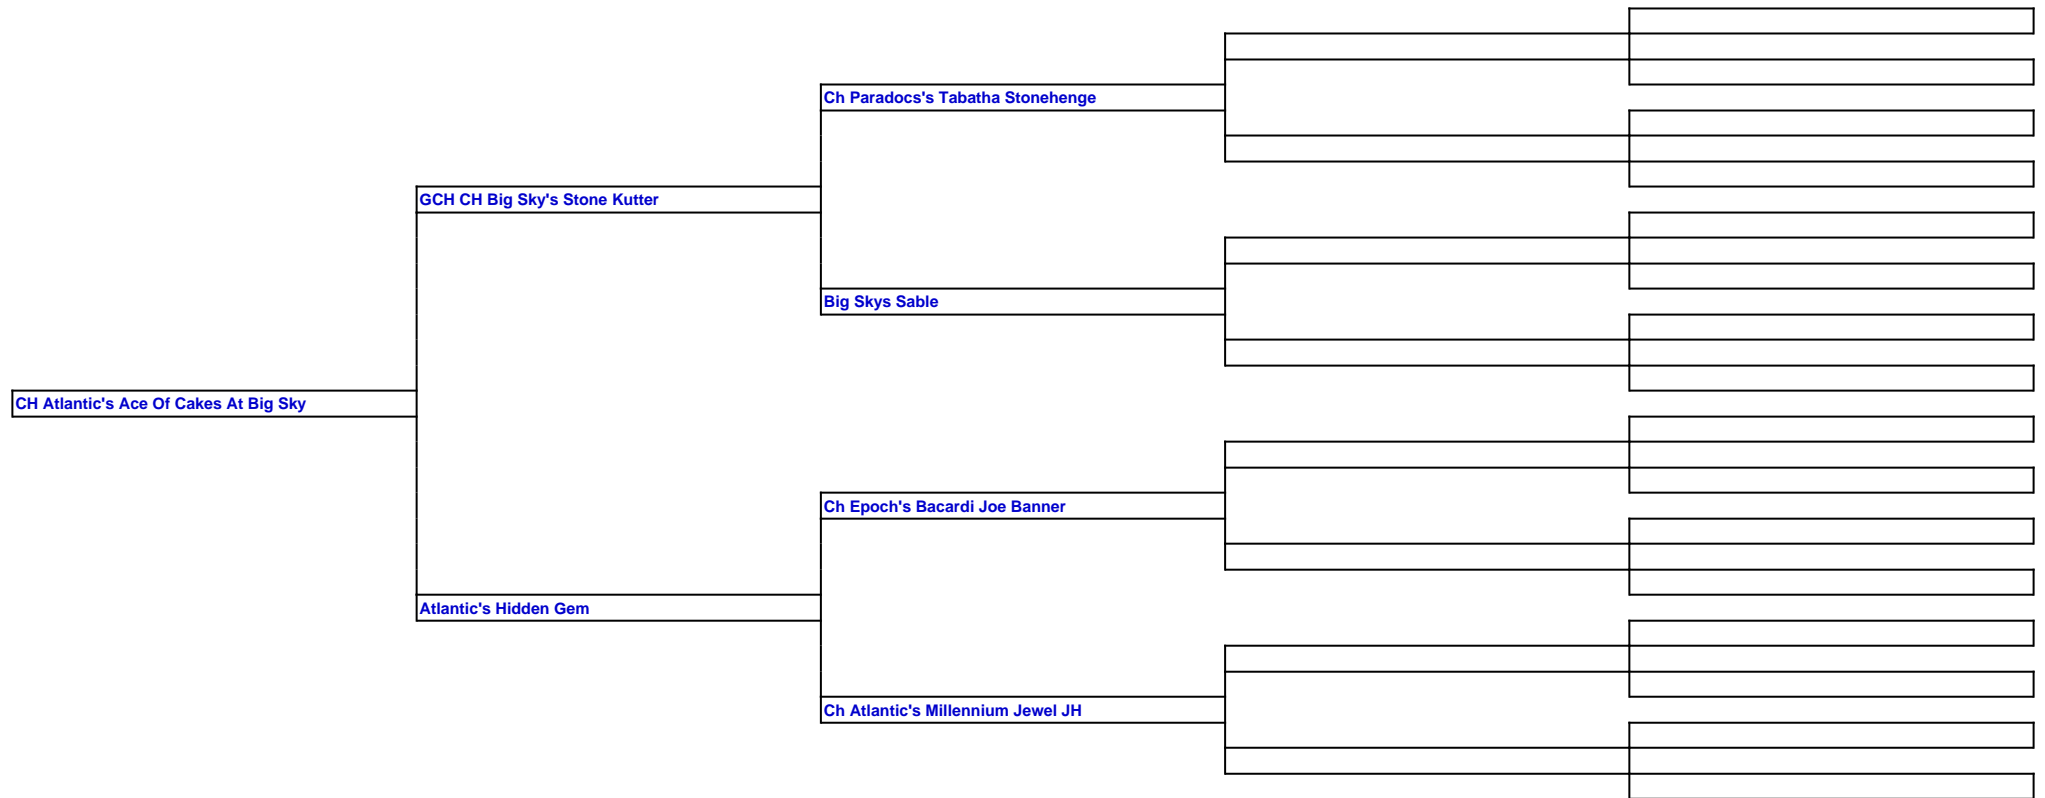 Ch Paradocs's Tabatha Stonehenge
GCH CH Big Sky's Stone Kutter
Big Skys Sable
CH Atlantic's Ace Of Cakes At Big Sky
Ch Epoch's Bacardi Joe Banner
Atlantic's Hidden Gem
Ch Atlantic's Millennium Jewel JH